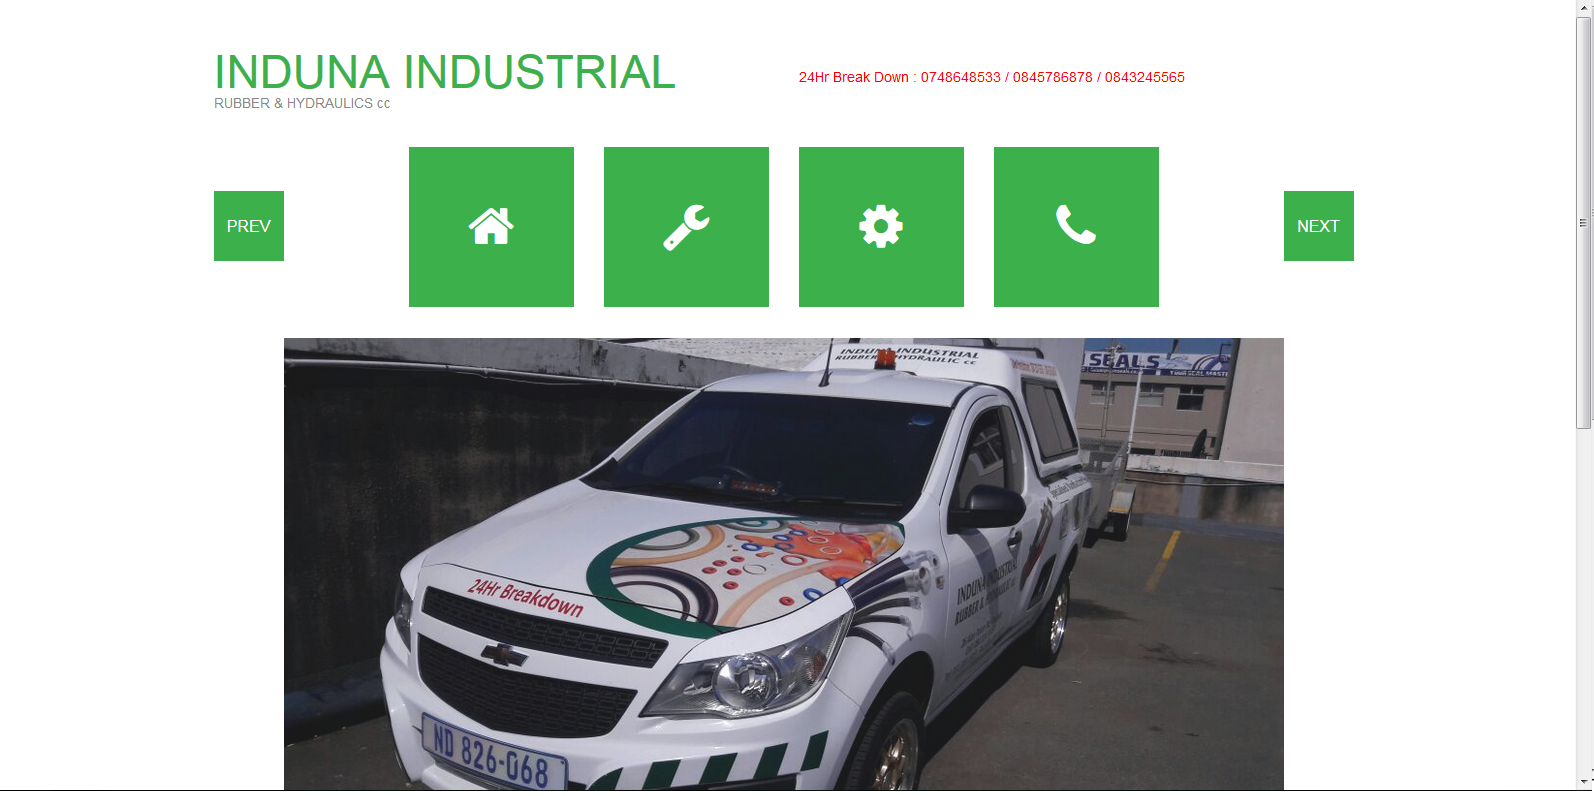 INDUNA INDUSTRIAL
24Hr Break Down : 0748648533 / 0845786878 / 0843245565
RUBBER & HYDRAULICS cc
PREV
NEXT
INDUNA INDUSTRIAL
RUBBER & HYDRAULIC cc
SEALS
24Hr Breakdown
INDUNA INDUSTRIAL
RUBBER & HYDRAULIC cc
ND 826-068